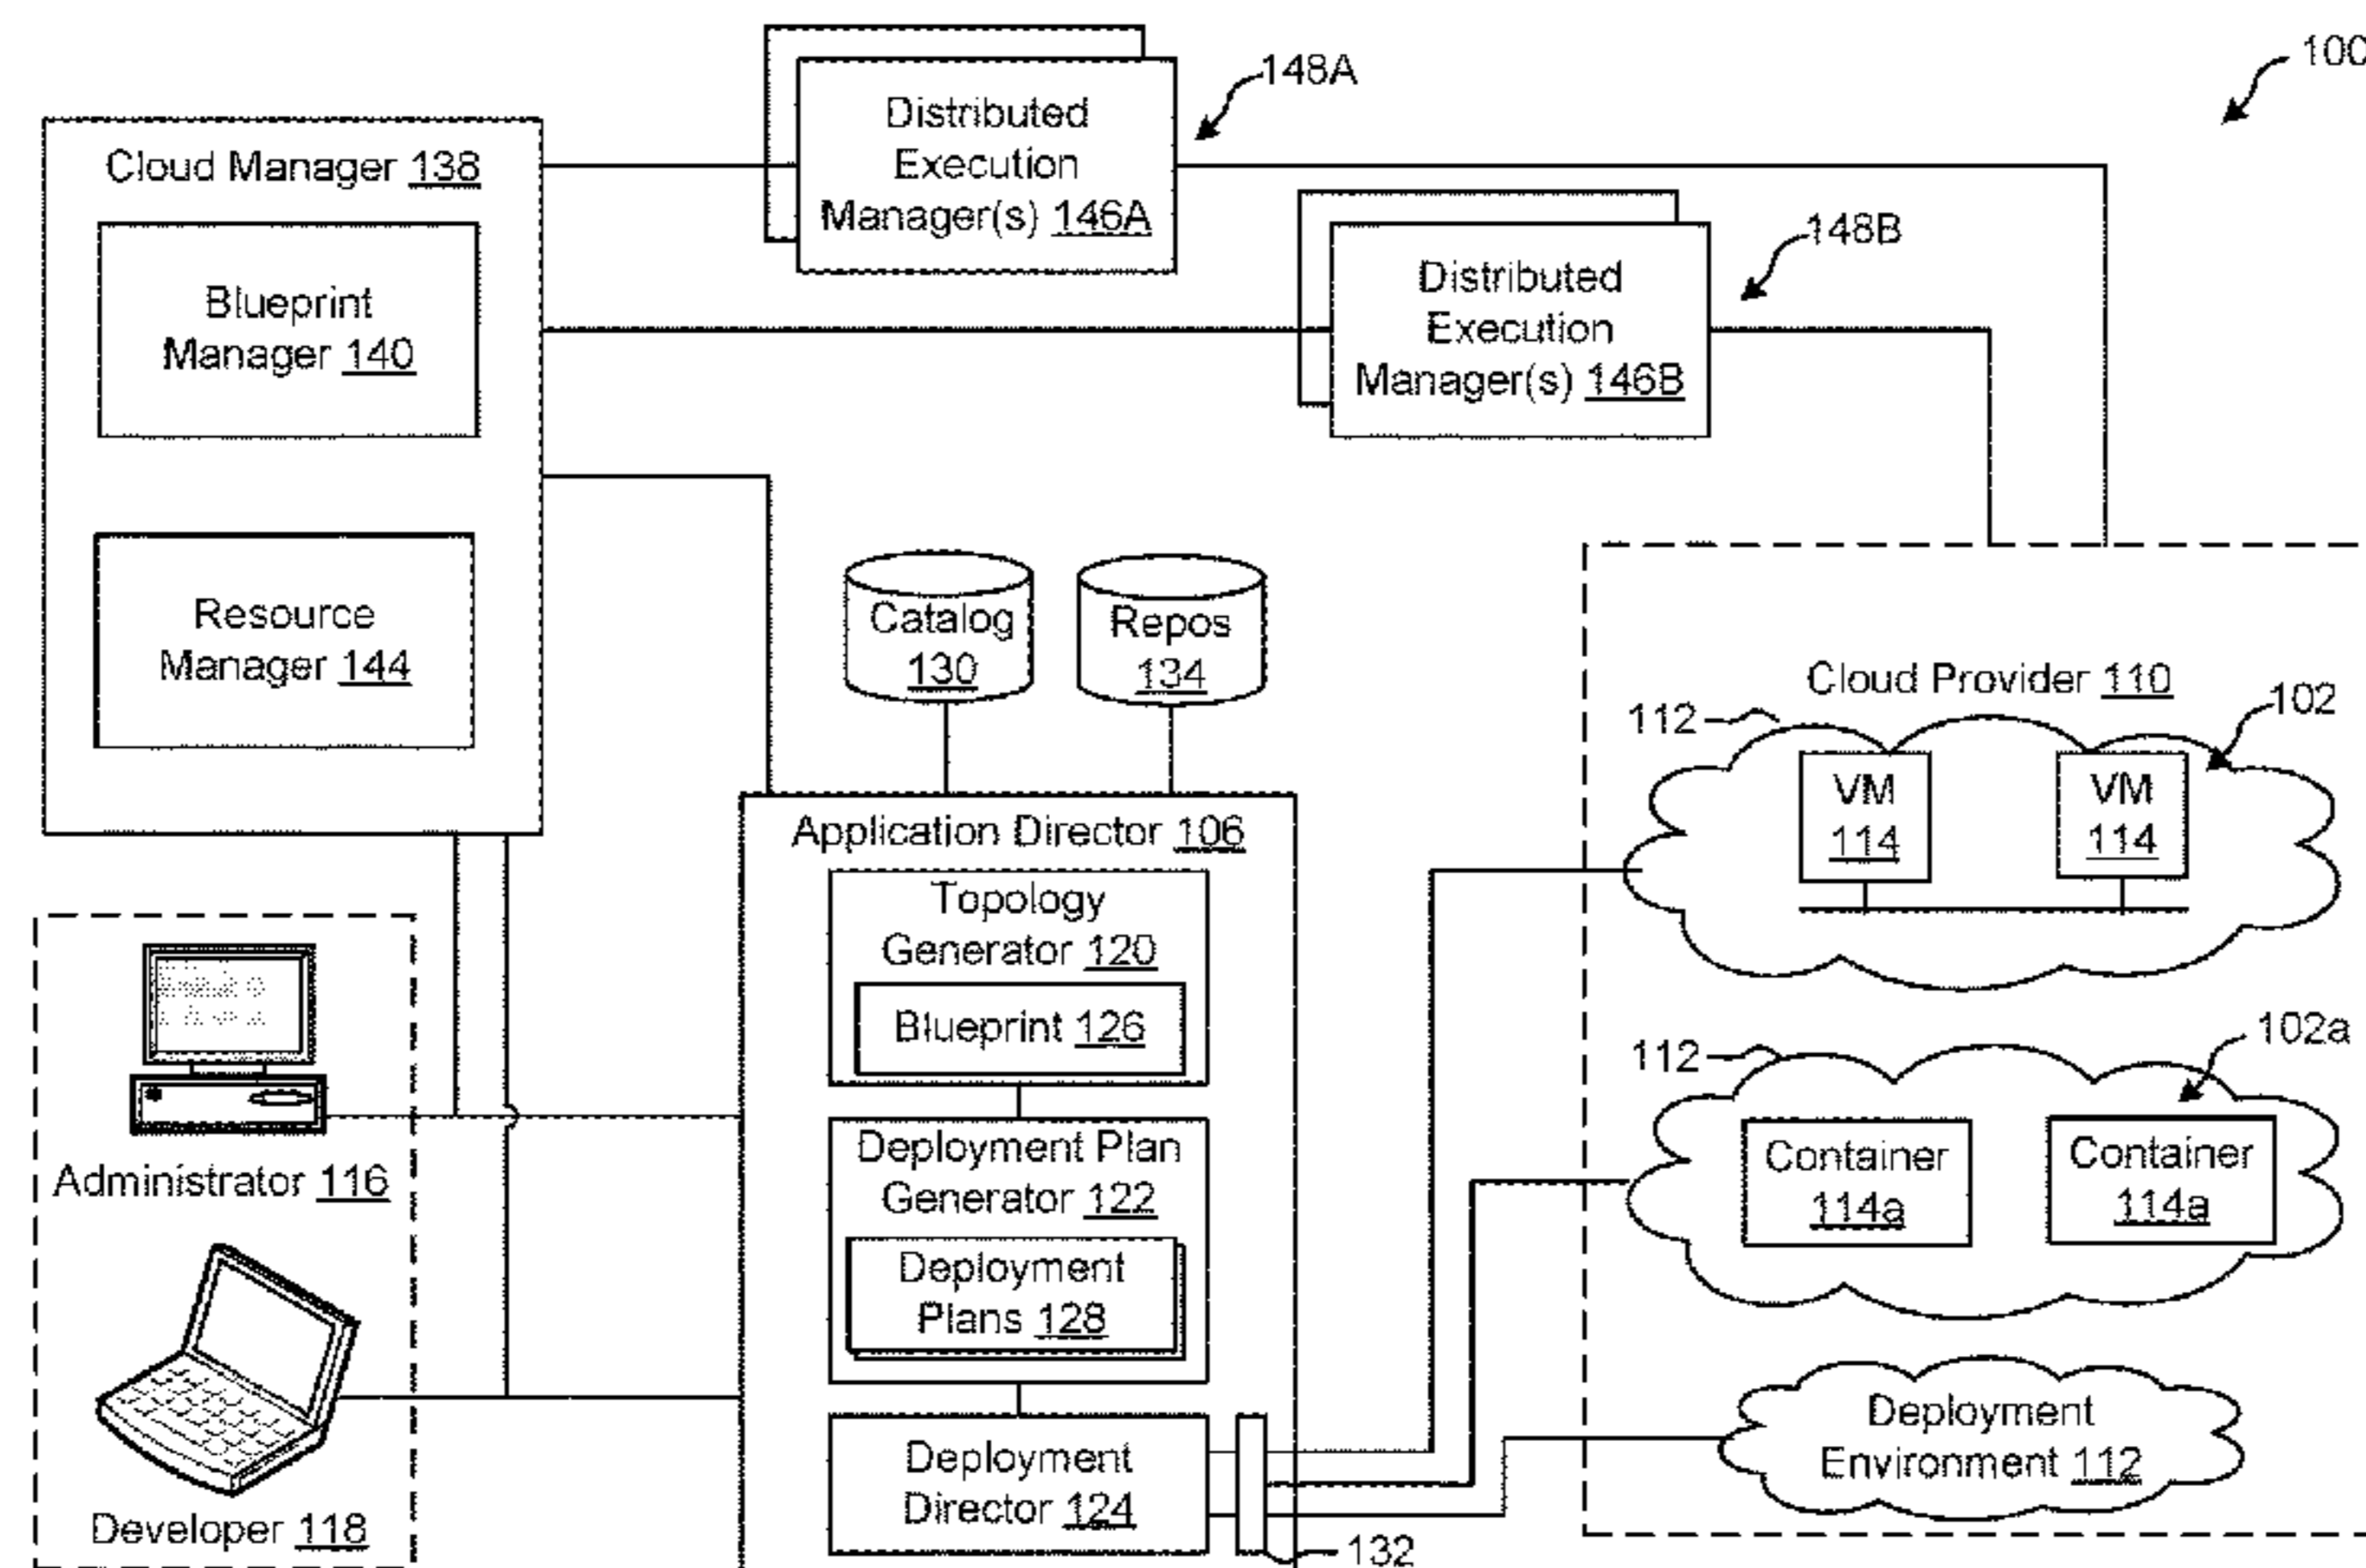 100
148A
Distributed
Execution
Manager(s) 146A
Cloud Manager 138
148B
Distributed
Execution
Manager(s) 146B
Blueprint
Manager 140
Resource
Manager 144
Catalog
130
Repos
134
Cloud Provider 110
112
102
VM
114
VM
114
Application Director 106
Topology
Generator 120
Blueprint 126
112
102a
Container
114a
Container
114a
Administrator 116
Deployment Plan
Generator 122
Deployment
Plans 128
Deployment
Environment 112
Deployment
Director 124
Developer 118
132